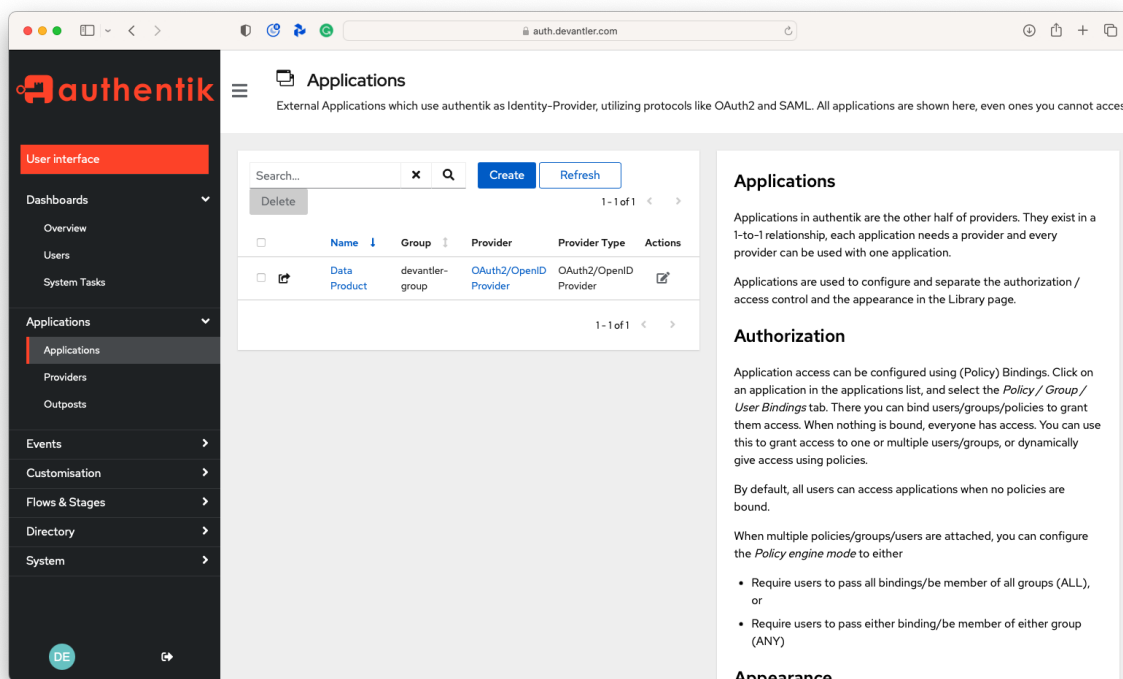 auth.devantler.com
authentik
User interface
Dashboards
Overview
Users
System Tasks
Applications
Applications
Providers
Outposts
Events
Customisation
Flows & Stages
Directory
System
DE
Applications
External Applications which use authentik as Identity-Provider, utilizing protocols like OAuth2 and SAML. All applications are shown here, even ones you cannot acces
Search...
Create
Refresh
Delete
1 - 1 of 1
Name Group Provider Provider Type Actions
Data devantler- OAuth2/OpenID OAuth2/OpenID
Product group Provider Provider
1 - 1 of 1
Applications
Applications in authentik are the other half of providers. They exist in a
1-to-1 relationship, each application needs a provider and every
provider can be used with one application.
Applications are used to configure and separate the authorization /
access control and the appearance in the Library page.
Authorization
Application access can be configured using (Policy) Bindings. Click on
an application in the applications list, and select the Policy / Group /
User Bindings tab. There you can bind users/groups/policies to grant
them access. When nothing is bound, everyone has access. You can use
this to grant access to one or multiple users/groups, or dynamically
give access using policies.
By default, all users can access applications when no policies are
bound.
When multiple policies/groups/users are attached, you can configure
the Policy engine mode to either
• Require users to pass all bindings/be member of all groups (ALL),
or
• Require users to pass either binding/be member of either group
(ANY)
Appearance